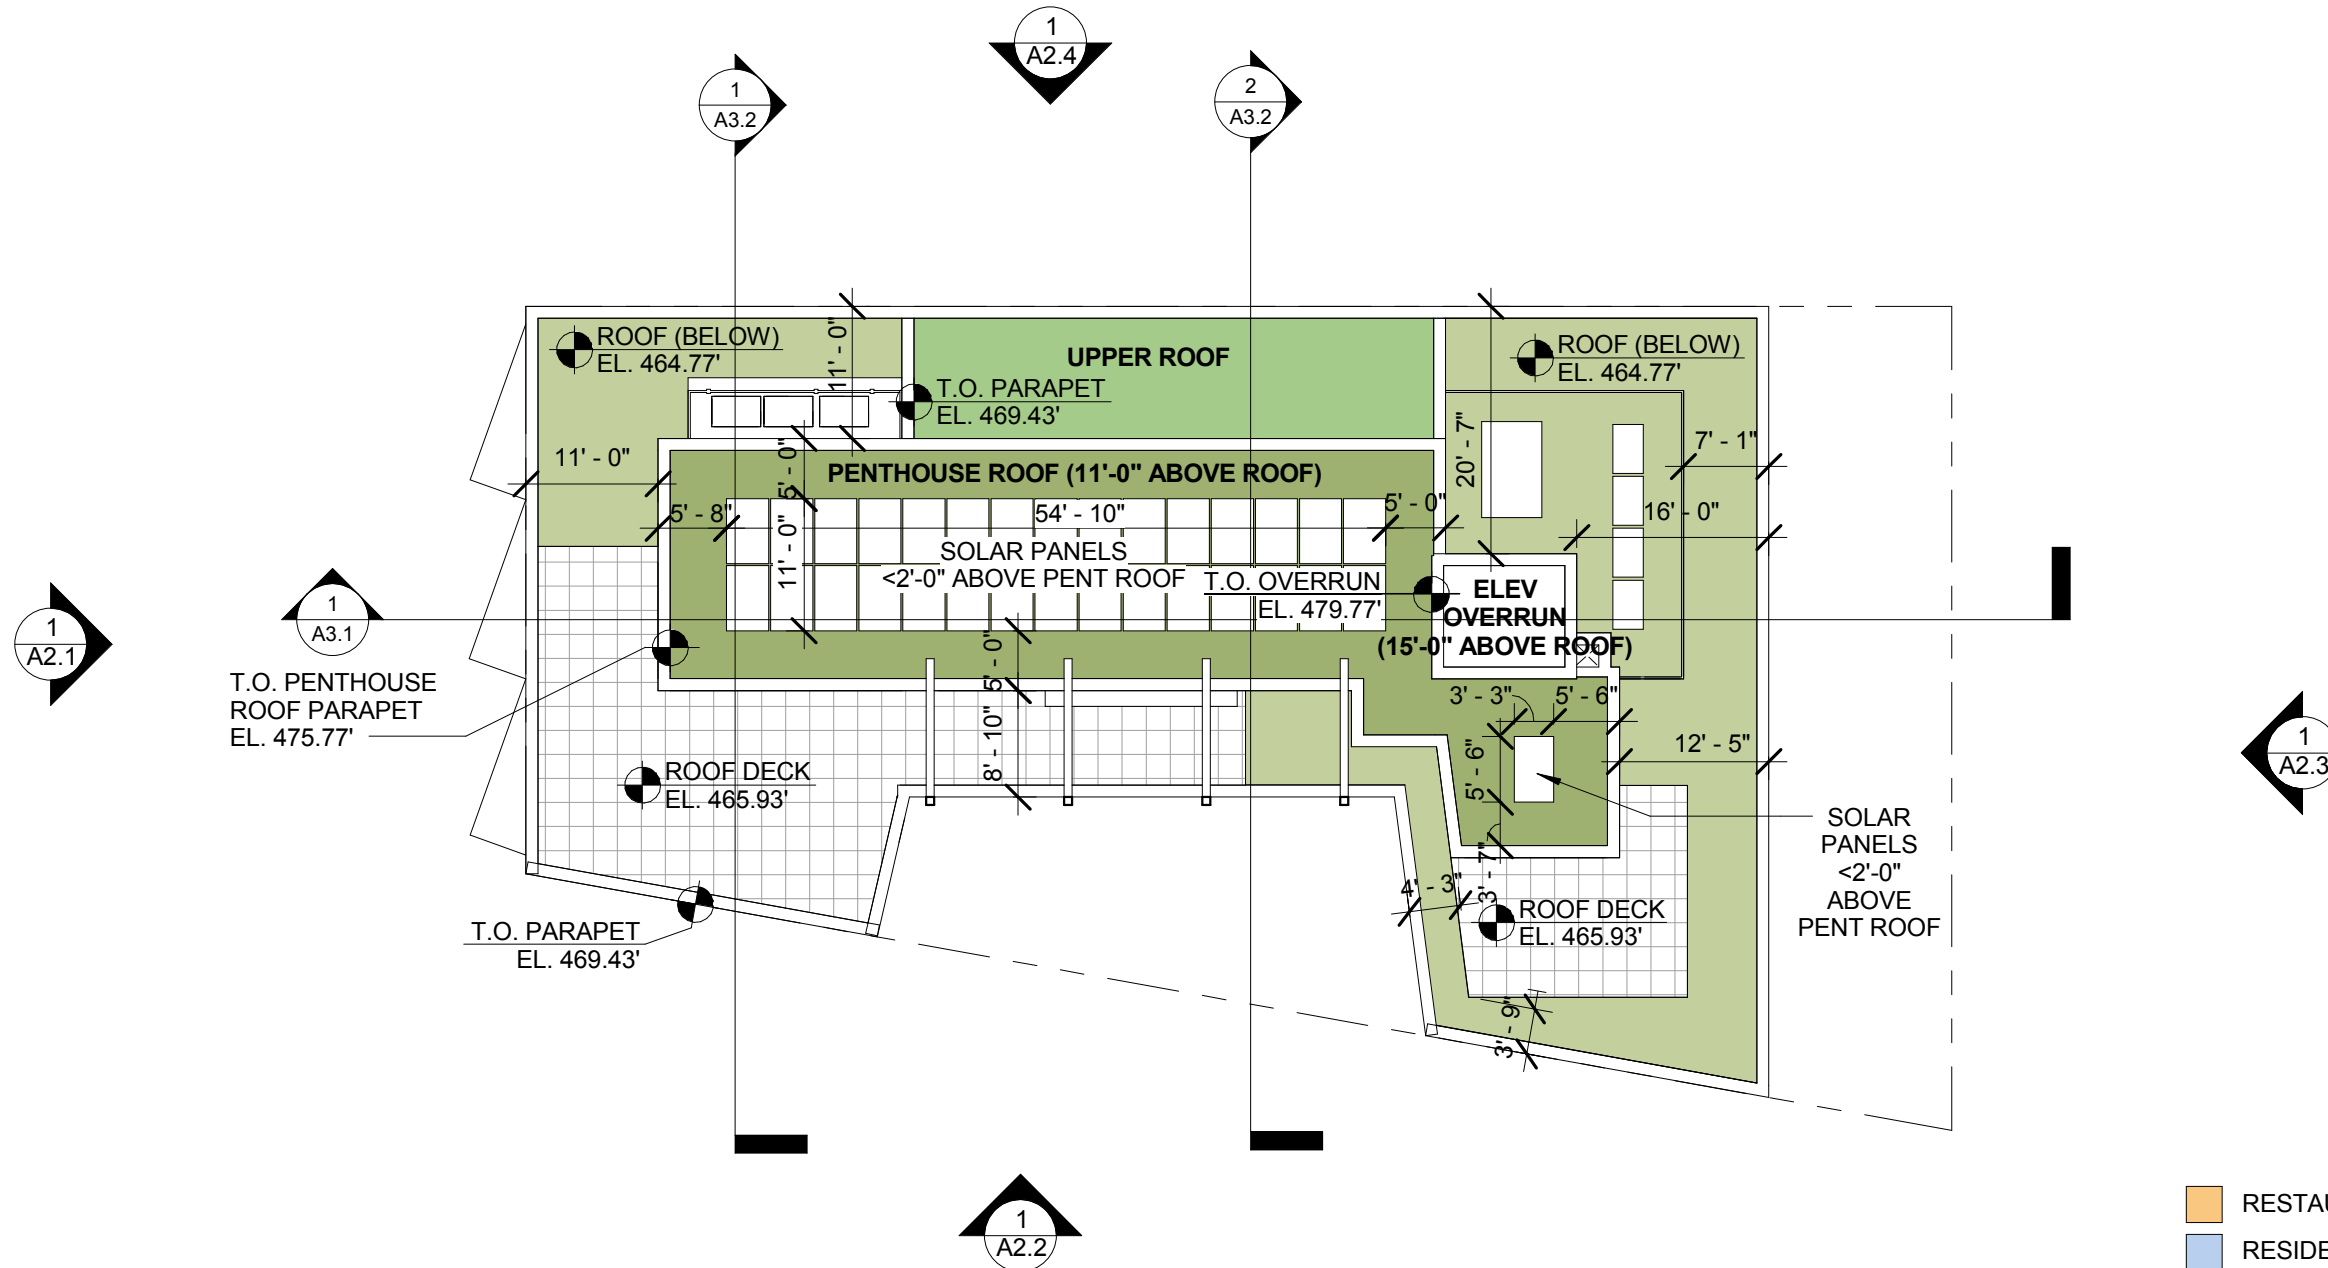 1
A2.4
1
A3.2
2
A3.2
ROOF (BELOW)
EL. 464.77'
11' - 0"
UPPER ROOF
T.O. PARAPET
EL. 469.43'
ROOF (BELOW)
EL. 464.77'
20' - 7"
7' - 1"
11' - 0"
5' - 0"
PENTHOUSE ROOF (11'-0" ABOVE ROOF)
5' - 8"
11' - 0"
54' - 10"
5' - 0"
16' - 0"
SOLAR PANELS
<2'-0" ABOVE PENT ROOF
T.O. OVERRUN
EL. 479.77'
ELEV
OVERRUN
(15'-0" ABOVE ROOF)
1
A2.1
1
A3.1
T.O. PENTHOUSE
ROOF PARAPET
EL. 475.77'
5' - 0"
8' - 10"
3' - 3"
5' - 6"
5' - 6"
12' - 5"
1
A2.3
ROOF DECK
EL. 465.93'
SOLAR
PANELS
<2'-0"
ABOVE
PENT ROOF
3' - 7"
4' - 3"
ROOF DECK
EL. 465.93'
T.O. PARAPET
EL. 469.43'
3' - 9"
1
A2.2
RESTAU
RESIDE